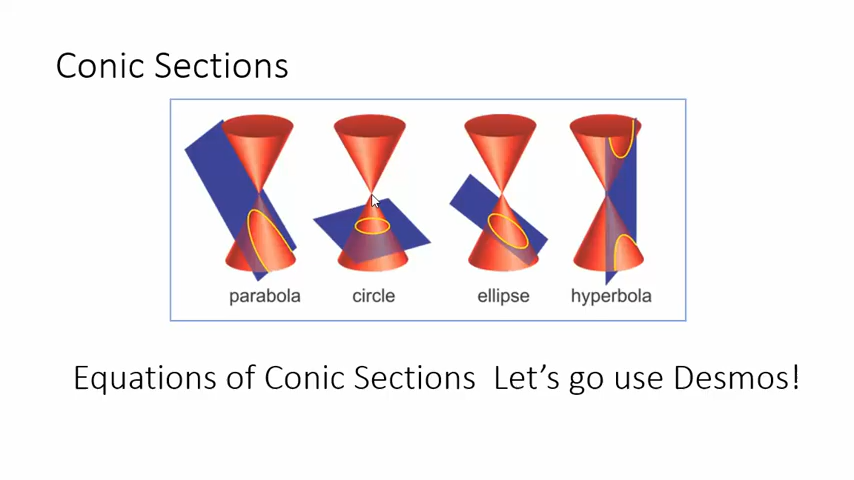 Conic Sections
parabola circle ellipse hyperbola
Equations of Conic Sections Let's go use Desmos!